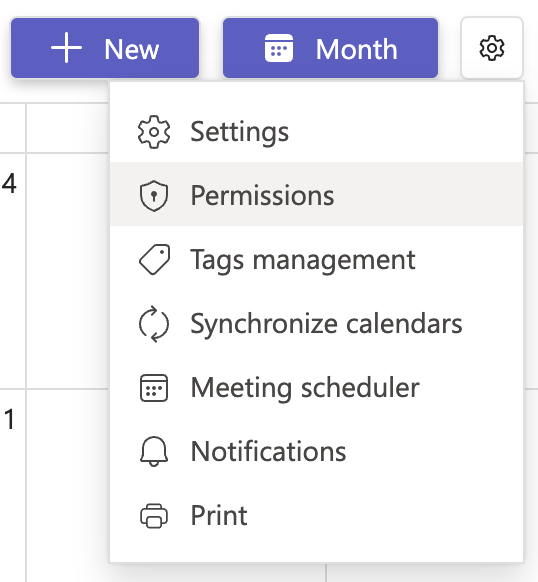 New
Month
Settings
4
Permissions
Tags management
Synchronize calendars
Meeting scheduler
1
Notifications
Print